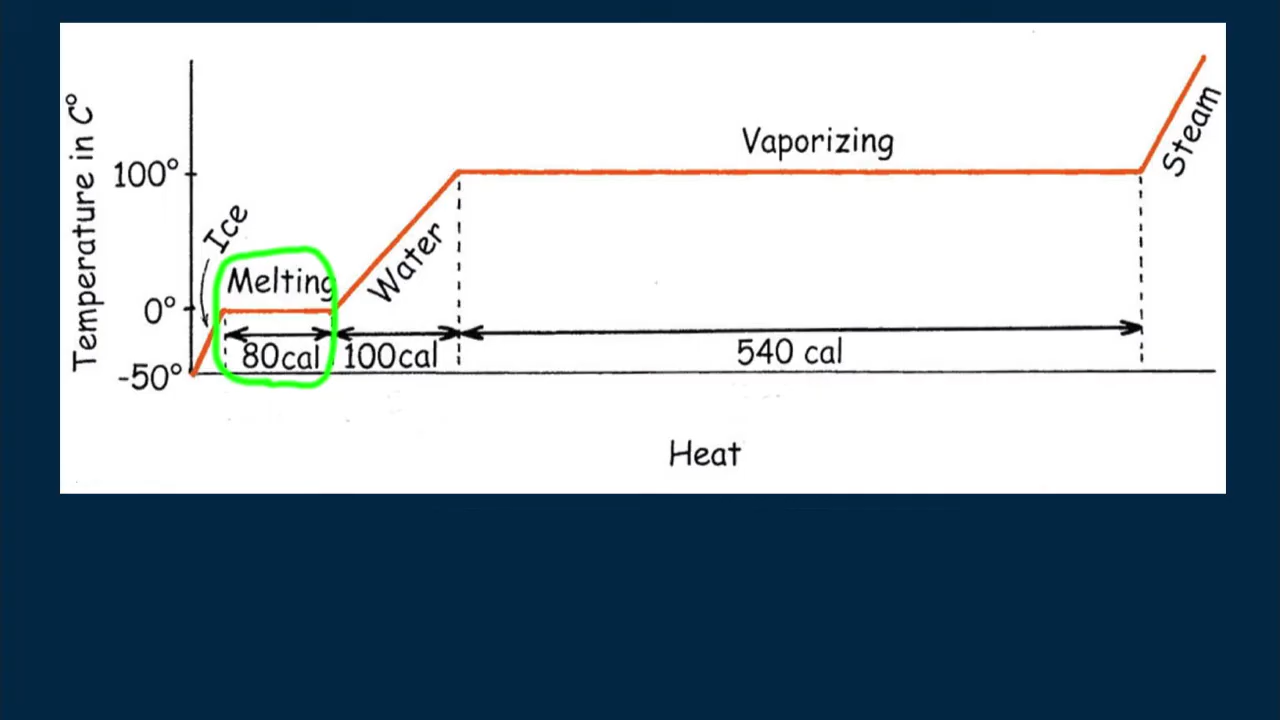 Temperature in C°
100°
0°
-50°
Ice
Melting
Water
Vaporizing
Steam
80cal
100cal
540 cal
Heat